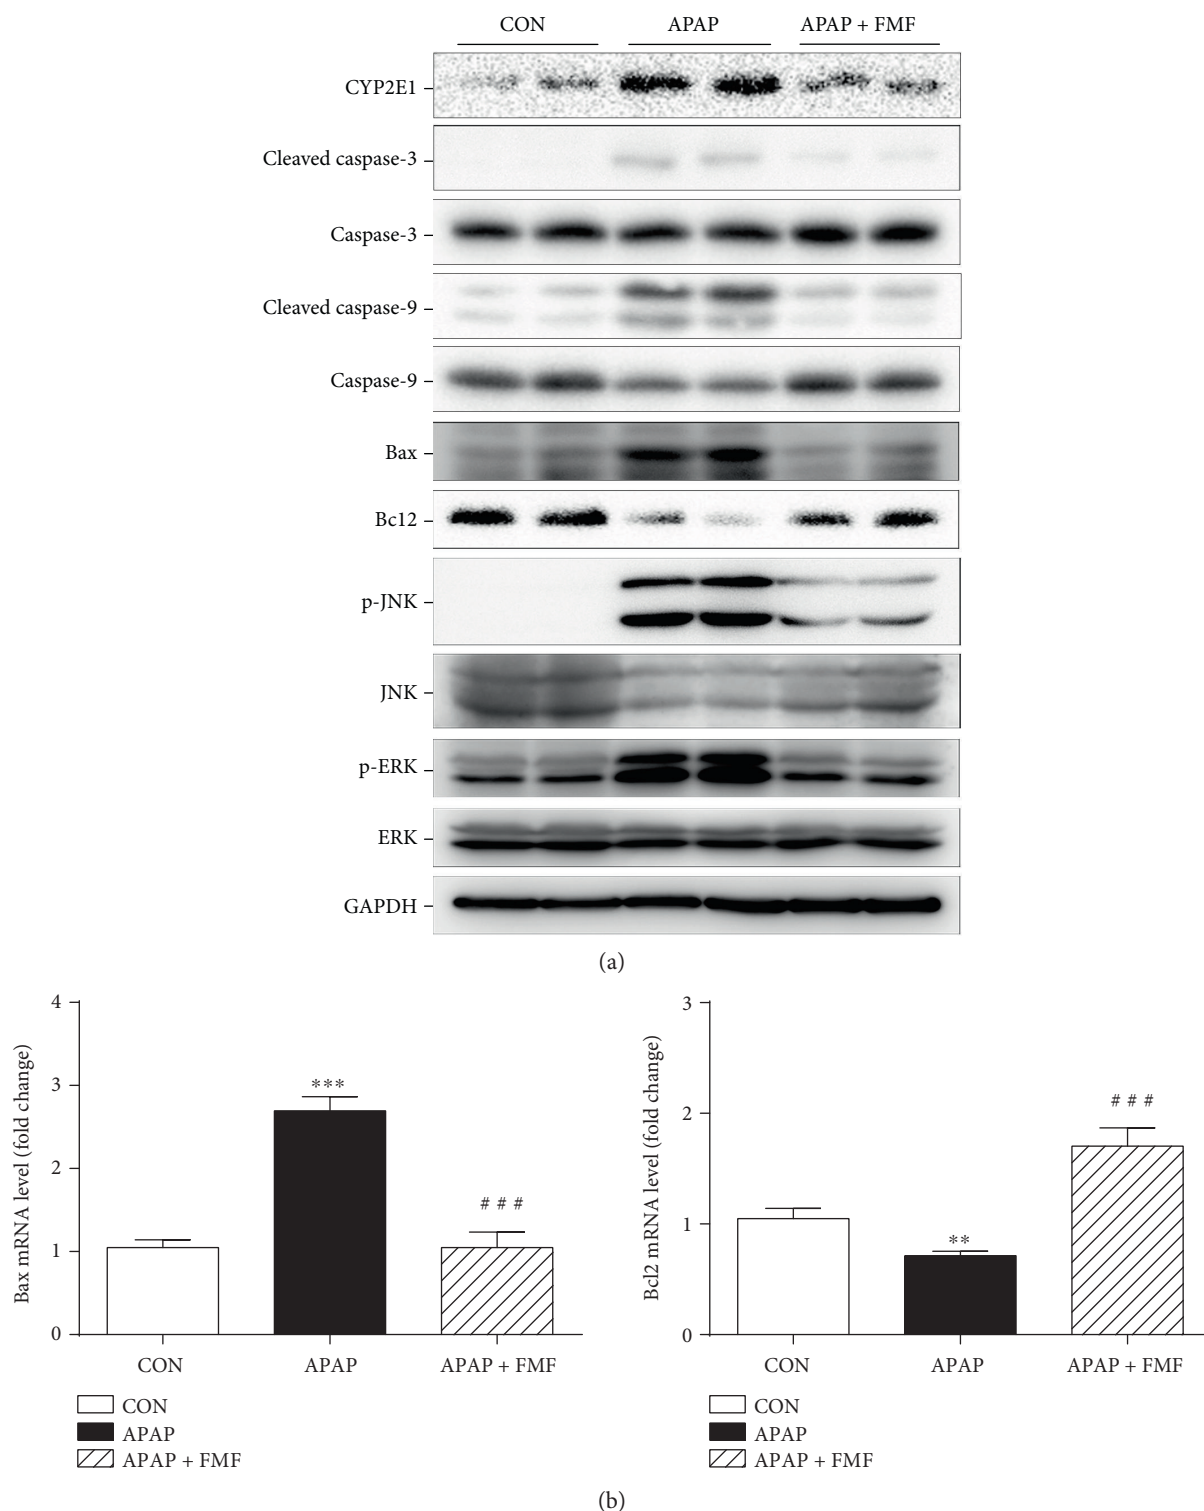 CON APAP APAP + FMF
CYP2E1
Cleaved caspase-3
Caspase-3
Cleaved caspase-9
Caspase-9
Bax
Bc12
p-JNK
JNK
p-ERK
ERK
GAPDH
(a)
Bax mRNA level (fold change)
4
3
2
1
0
***
# # #
CON APAP APAP + FMF
CON
APAP
APAP + FMF
Bcl2 mRNA level (fold change)
3
2
1
0
**
# # #
CON APAP APAP + FMF
CON
APAP
APAP + FMF
(b)